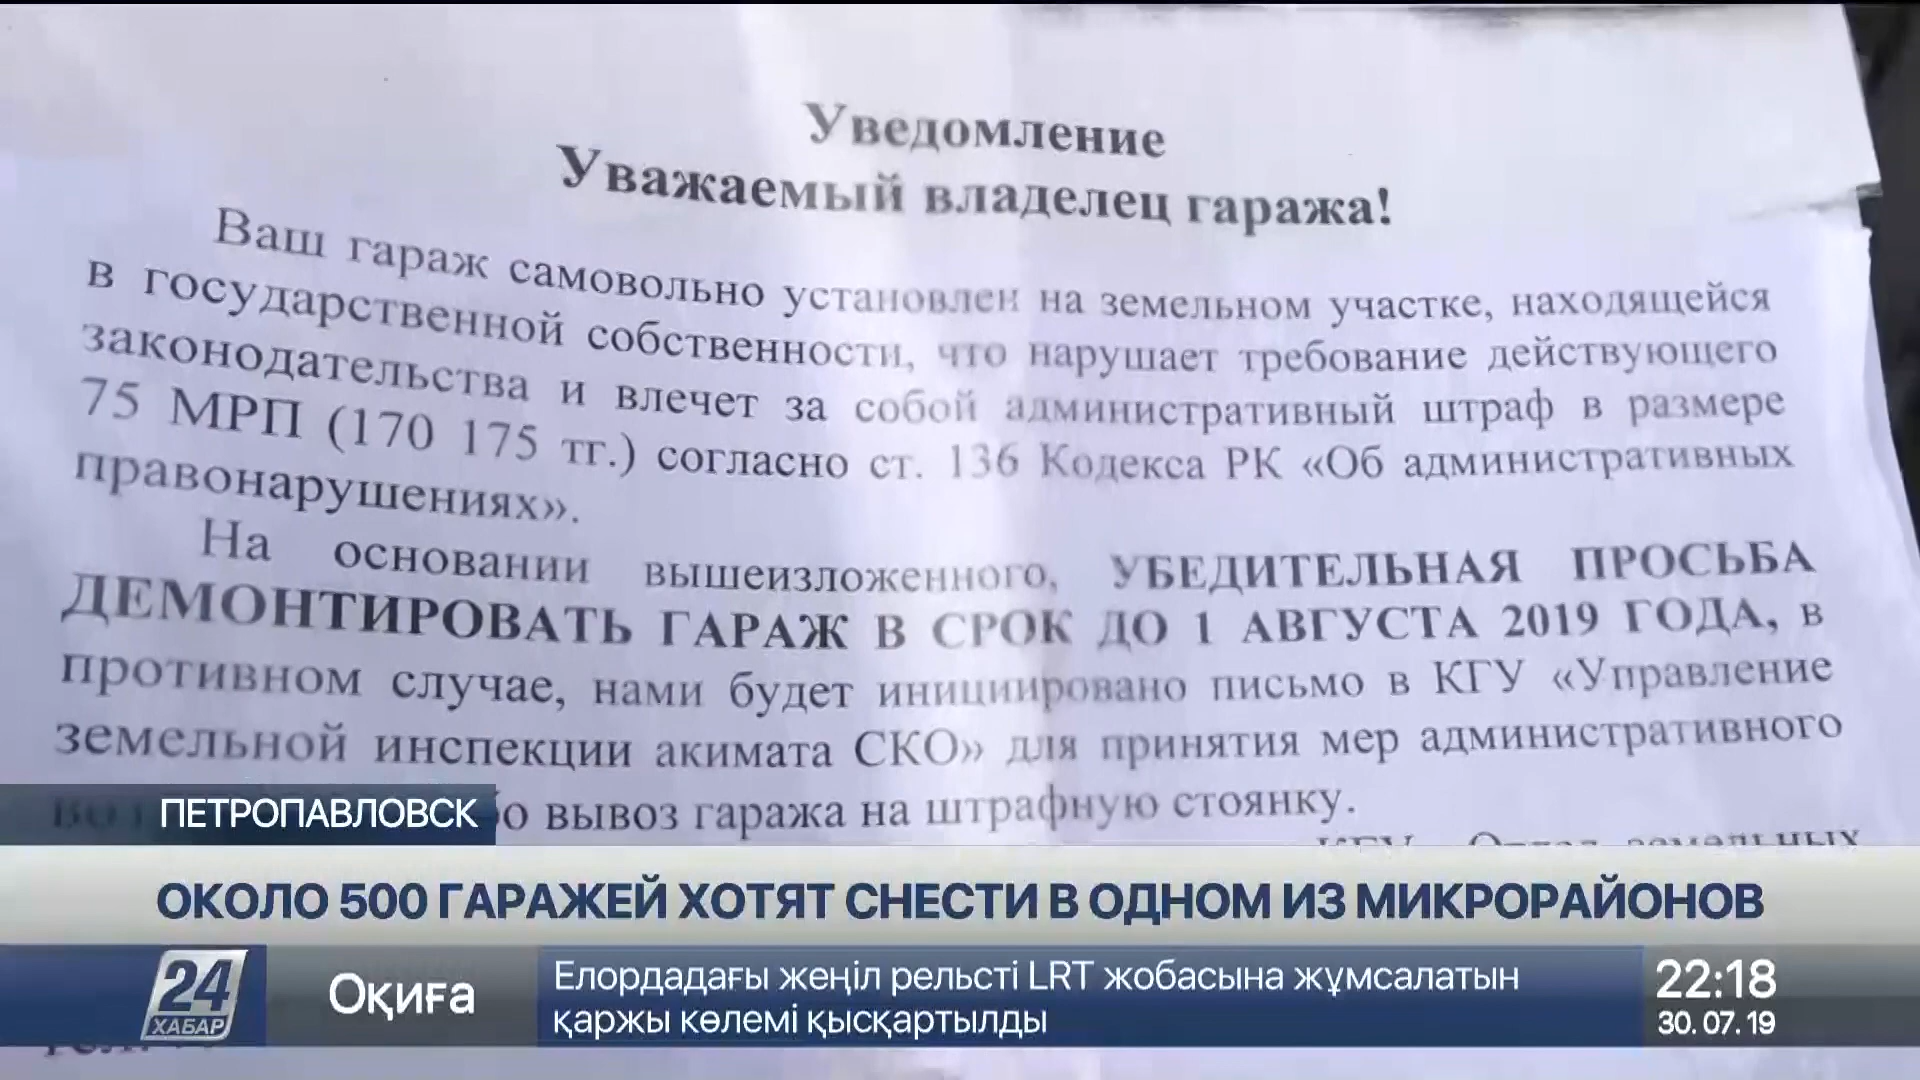 Уведомление
Уважаемый владелец гаража!
Ваш гараж самовольно установлен на земельном участке, находящейся
в государственной собственности, что нарушает требование действующего
законодательства и влечет за собой административный штраф в размере
75 МРП (170 175 тг.) согласно ст. 136 Кодекса РК «Об административных
правонарушениях».
На основании вышеизложенного, УБЕДИТЕЛЬНАЯ ПРОСЬБА
ДЕМОНТИРОВАТЬ ГАРАЖ В СРОК ДО 1 АВГУСТА 2019 ГОДА, в
противном случае, нами будет инициировано письмо в КГУ «Управление
земельной инспекции акимата СКО» для принятия мер административного
вывоз гаража на штрафную стоянку.
ПЕТРОПАВЛОВСК
ОКОЛО 500 ГАРАЖЕЙ ХОТЯТ СНЕСТИ В ОДНОМ ИЗ МИКРОРАЙОНОВ
24
ХАБАР
Оқиға
Елордадағы жеңіл рельсті LRT жобасына жұмсалатын
қаржы көлемі қысқартылды
22:18
30. 07. 19